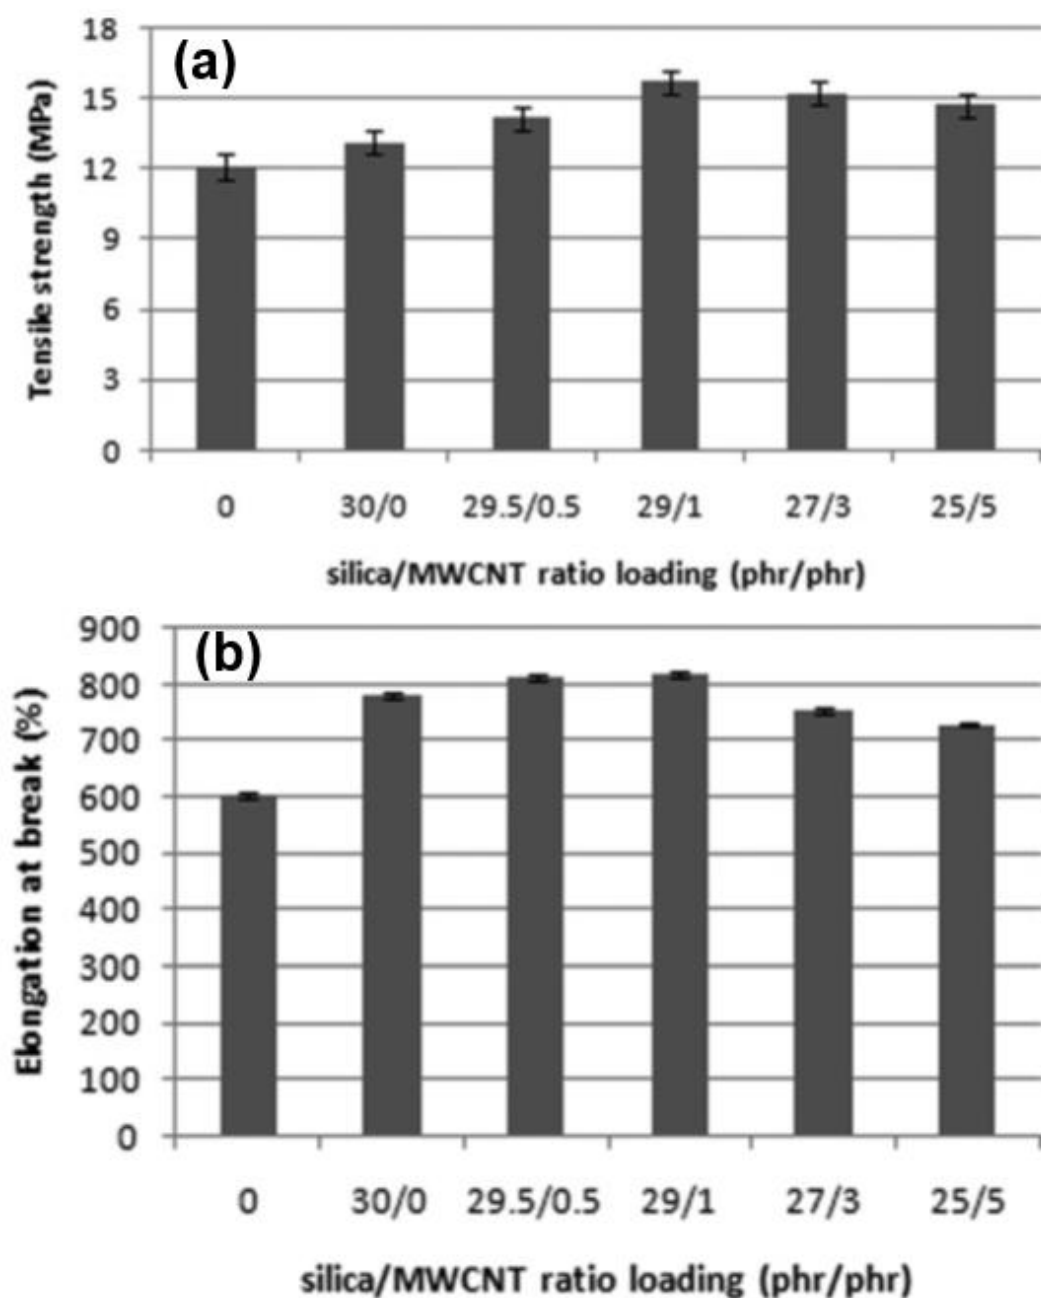 (a)
Tensile strength (MPa)
18
15
12
9
6
3
0
0 30/0 29.5/0.5 29/1 27/3 25/5
silica/MWCNT ratio loading (phr/phr)
(b)
Elongation at break (%)
900
800
700
600
500
400
300
200
100
0
0 30/0 29.5/0.5 29/1 27/3 25/5
silica/MWCNT ratio loading (phr/phr)